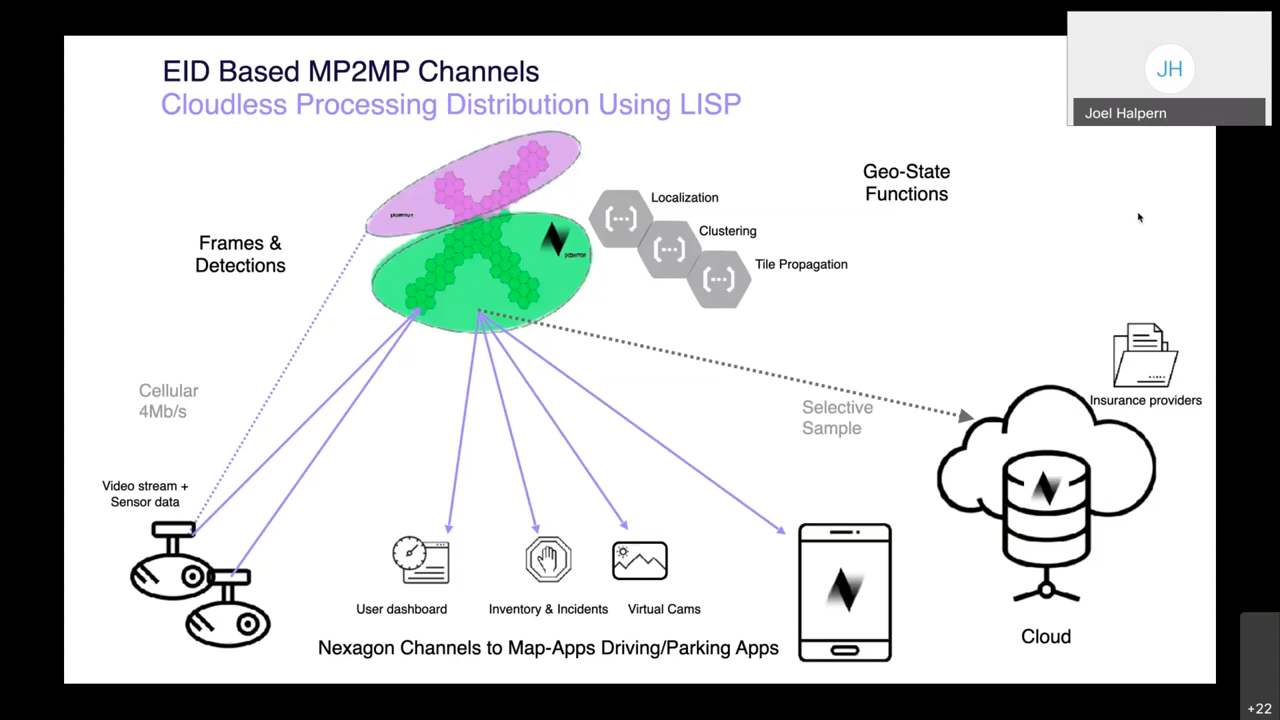 EID Based MP2MP Channels
Cloudless Processing Distribution Using LISP
JH
Joel Halpern
Geo-State
Functions
Localization
Clustering
Tile Propagation
Frames &
Detections
Cellular
4Mb/s
Selective
Sample
Insurance providers
Video stream +
Sensor data
User dashboard
Inventory & Incidents
Virtual Cams
Nexagon Channels to Map-Apps Driving/Parking Apps
Cloud
+22